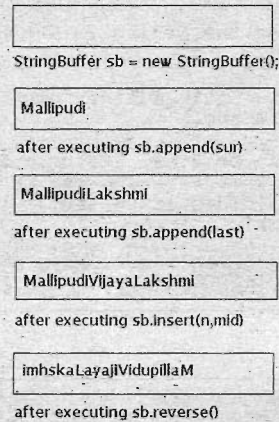 StringBuffer sb = new StringBuffer();
Mallipudi
after executing sb.append(sur)
MallipudiLakshmi
after executing sb.append(last)
MallipudiVijayaLakshmi
after executing sb.insert(n,mid)
imhskaLayajiVidupillaM
after executing sb.reverse()